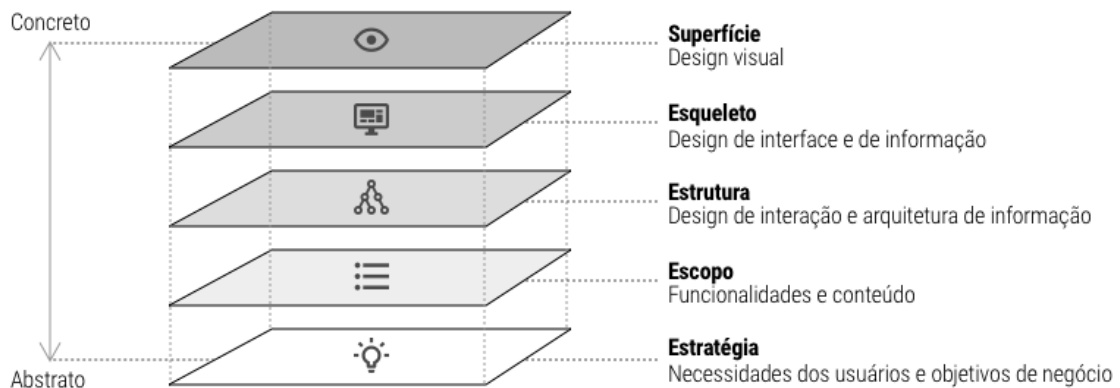 Concreto
Superfície
Design visual
Esqueleto
Design de interface e de informação
Estrutura
Design de interação e arquitetura de informação
Escopo
Funcionalidades e conteúdo
Estratégia
Necessidades dos usuários e objetivos de negócio
Abstrato